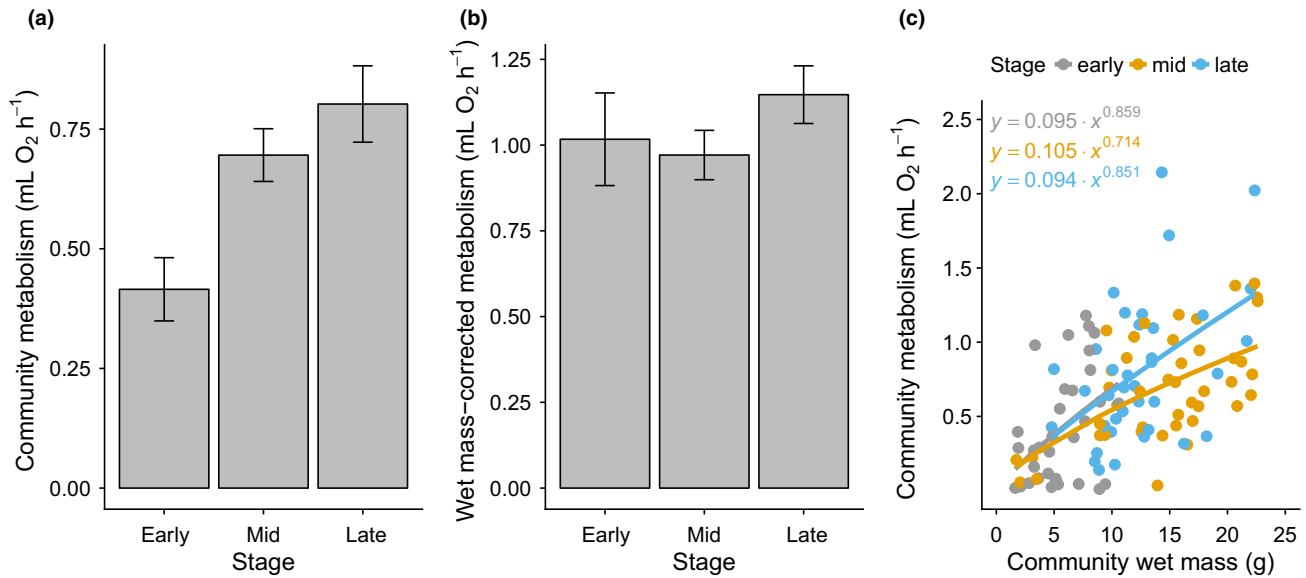 (a)
Community metabolism (mL O₂ h⁻¹)
0.75
0.50
0.25
0.00
Early Mid Late
Stage
(b)
Wet mass-corrected metabolism (mL O₂ h⁻¹)
1.25
1.00
0.75
0.50
0.25
0.00
Early Mid Late
Stage
(c)
Stage early mid late
Community metabolism (mL O₂ h⁻¹)
y = 0.095 · x^0.859
y = 0.105 · x^0.714
y = 0.094 · x^0.851
2.5
2.0
1.5
1.0
0.5
0 5 10 15 20 25
Community wet mass (g)